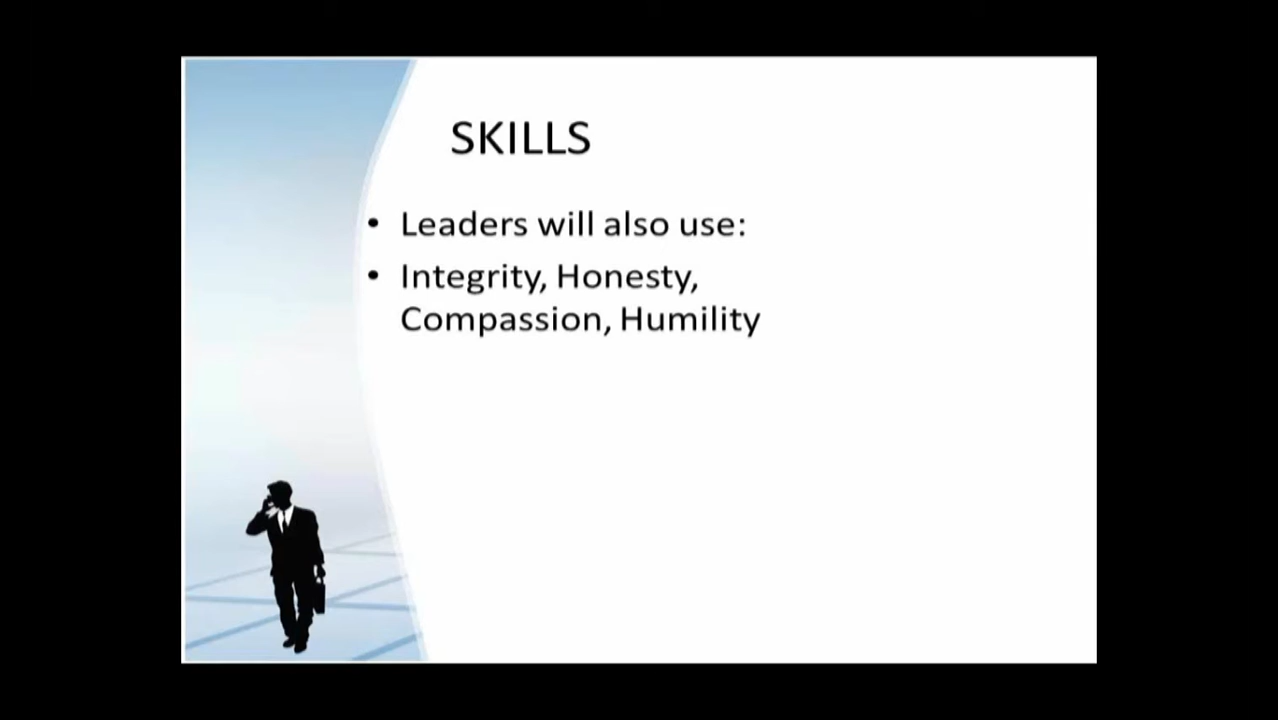 SKILLS
• Leaders will also use:
• Integrity, Honesty,
Compassion, Humility